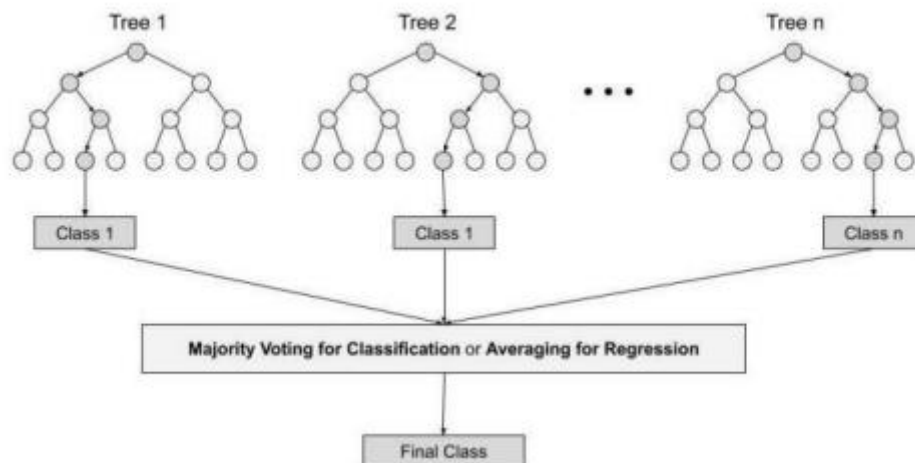 Tree 1
Tree 2
Tree n
Class 1
Class 1
Class n
Majority Voting for Classification or Averaging for Regression
Final Class